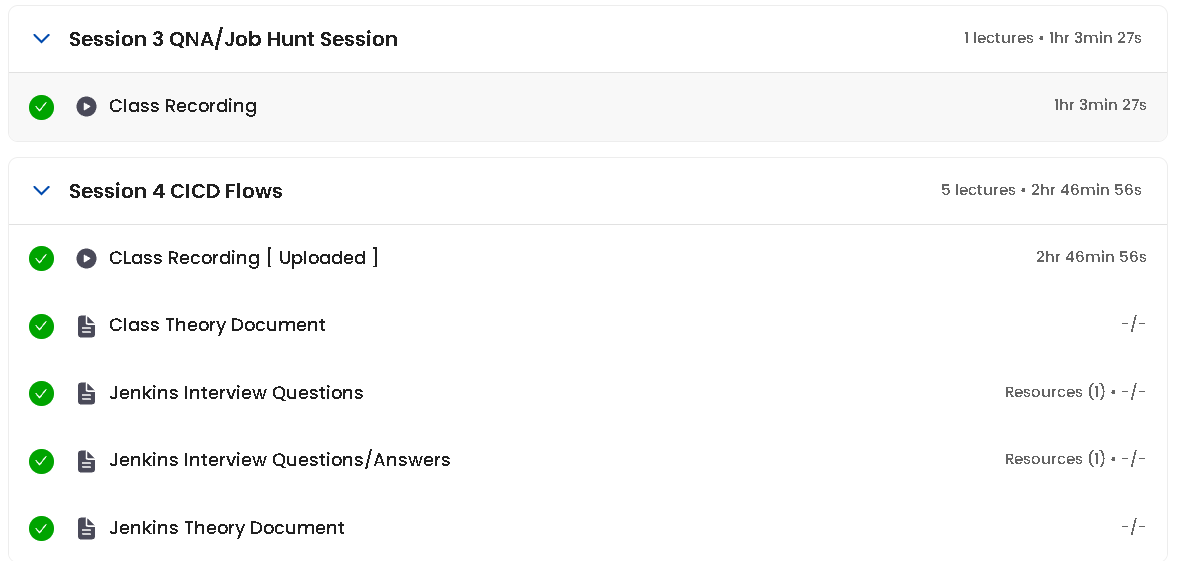 Session 3 QNA/Job Hunt Session 1 lectures • 1hr 3min 27s
Class Recording 1hr 3min 27s
Session 4 CICD Flows 5 lectures • 2hr 46min 56s
CLass Recording [ Uploaded ] 2hr 46min 56s
Class Theory Document -/-
Jenkins Interview Questions Resources (1) • -/-
Jenkins Interview Questions/Answers Resources (1) • -/-
Jenkins Theory Document -/-